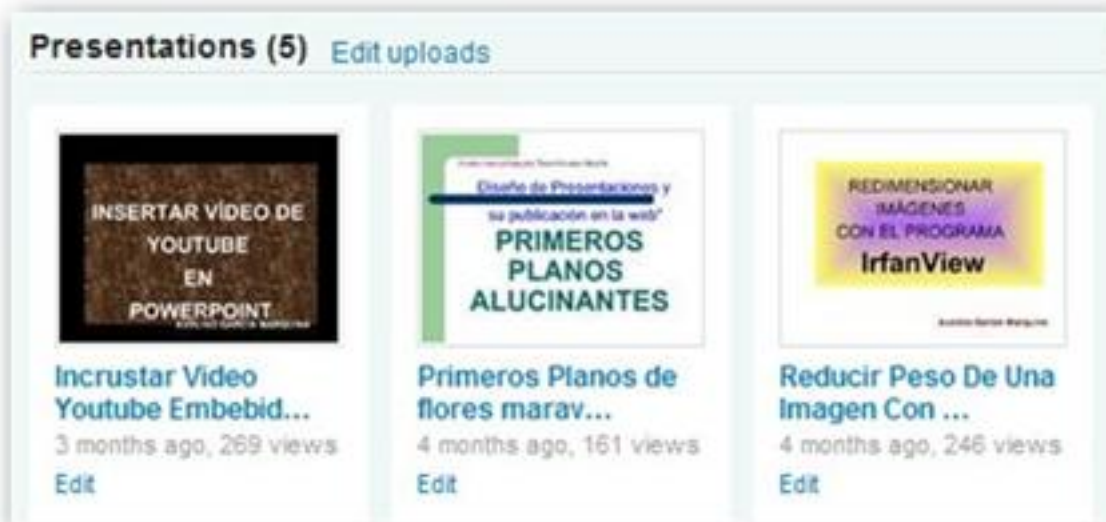 Presentations (5) Edit uploads
INSERTAR VÍDEO DE
YOUTUBE
EN
POWERPOINT
Incrustar Video
Youtube Embebid...
3 months ago, 269 views
Edit
Diseño de Presentaciones y
su publicación en la web"
PRIMEROS
PLANOS
ALUCINANTES
Primeros Planos de
flores marav...
4 months ago, 161 views
Edit
REDIMENSIONAR
IMÁGENES
CON EL PROGRAMA
IrfanView
Reducir Peso De Una
Imagen Con ...
4 months ago, 246 views
Edit